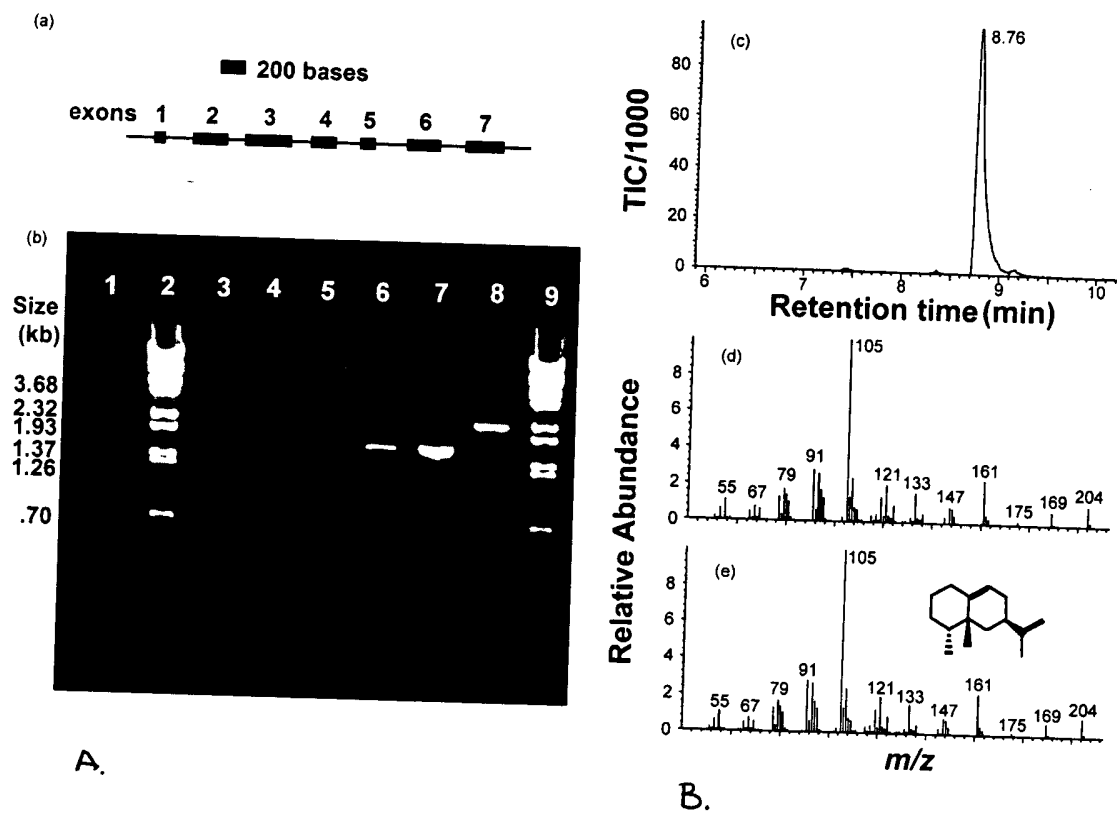 (a)
200 bases
exons 1 2 3 4 5 6 7
(b)
1 2 3 4 5 6 7 8 9
Size
(kb)
3.68
2.32
1.93
1.37
1.26
.70
A.
(c)
8.76
TIC/1000
80
60
40
20
0
6 7 8 9 10
Retention time (min)
(d)
105
Relative Abundance
8
6
4
2
0
55 67 79 91 121 133 147 161 175 169 204
(e)
105
8
6
4
2
0
55 67 79 91 121 133 147 161 175 169 204
m/z
B.